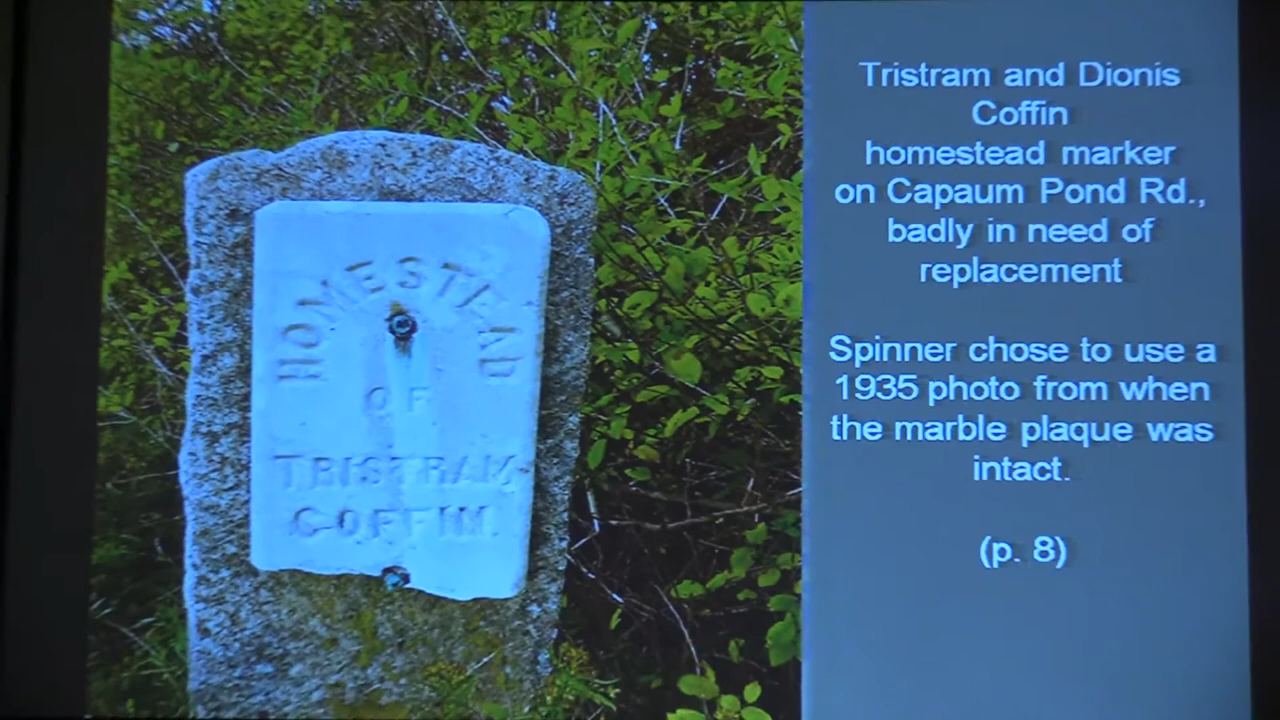 HOMESTEAD
OF
TRISTRAM
COFFIN.
Tristram and Dionis
Coffin
homestead marker
on Capaum Pond Rd.,
badly in need of
replacement
Spinner chose to use a
1935 photo from when
the marble plaque was
intact.
(p. 8)